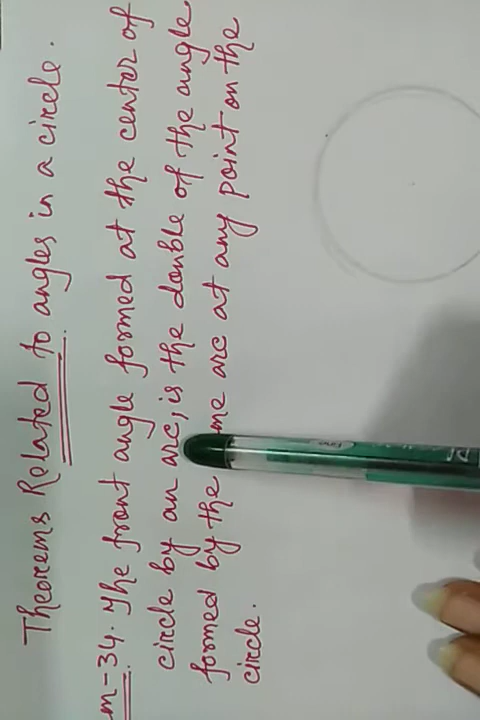 Theorems Related to angles in a circle.
m-34. The front angle formed at the center of
circle by an arc, is the double of the angle
formed by the me arc at any point on the
circle.